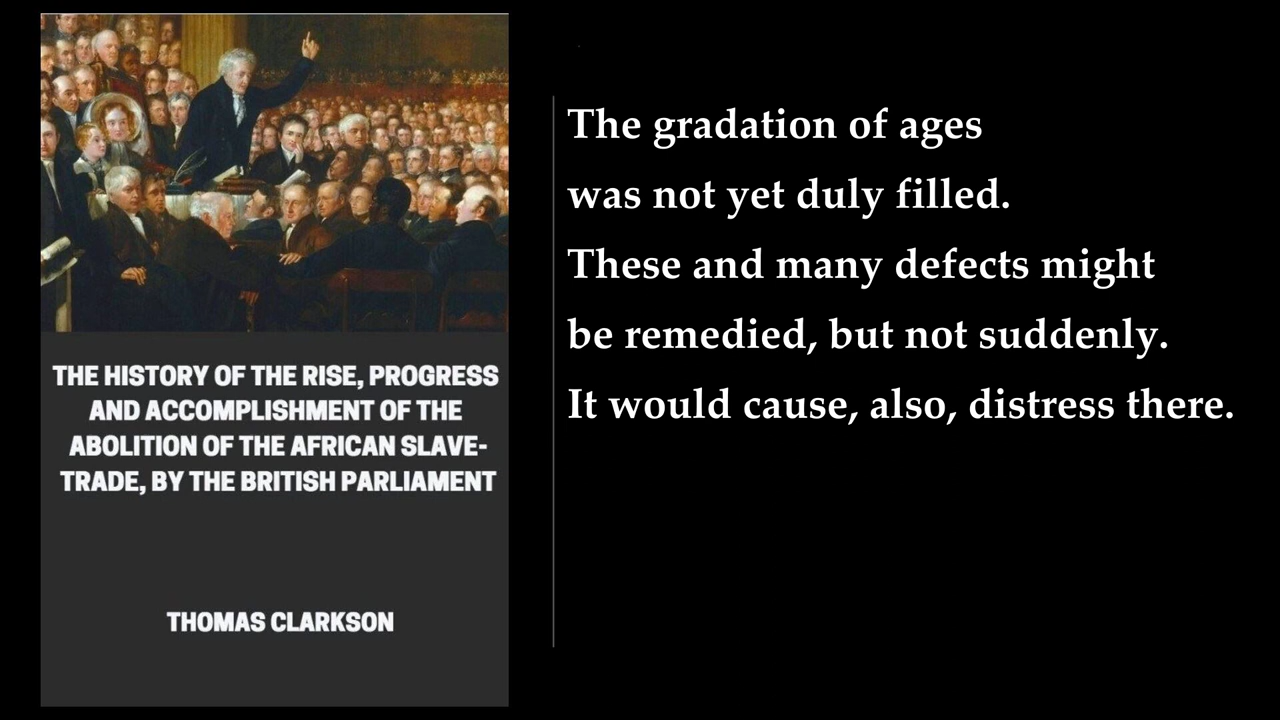 THE HISTORY OF THE RISE, PROGRESS
AND ACCOMPLISHMENT OF THE
ABOLITION OF THE AFRICAN SLAVE-
TRADE, BY THE BRITISH PARLIAMENT
THOMAS CLARKSON
The gradation of ages
was not yet duly filled.
These and many defects might
be remedied, but not suddenly.
It would cause, also, distress there.